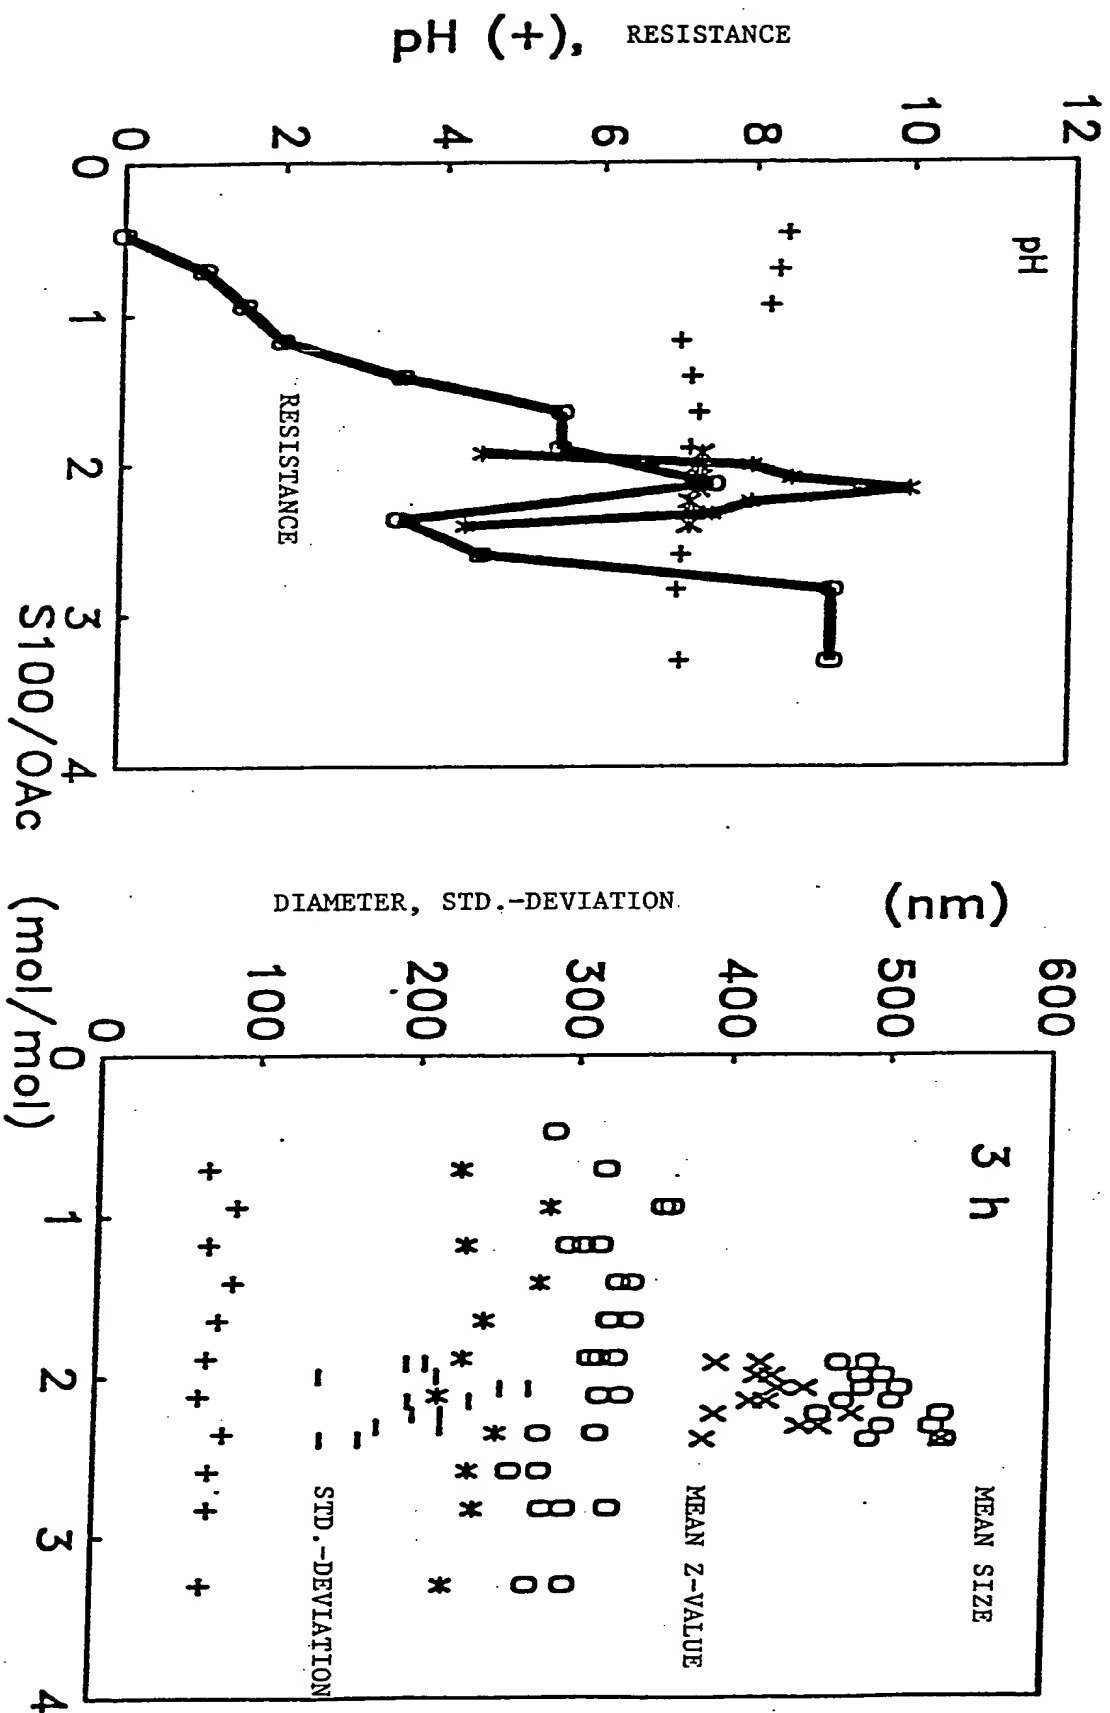 pH (+), RESISTANCE
12
10
8
6
4
2
0
0
1
2
3
4
pH
RESISTANCE
S100/OAc (mol/mol)
(nm)
DIAMETER, STD.-DEVIATION
600
500
400
300
200
100
0
0
1
2
3
4
3 h
MEAN SIZE
MEAN Z-VALUE
STD.-DEVIATION